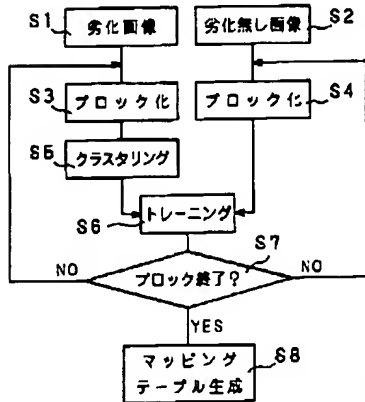 S1
劣化画像
劣化無し画像
S2
S3
ブロック化
ブロック化
S4
S5
クラスタリング
トレーニング
S6
S7
NO
ブロック終了?
NO
YES
マッピング
テーブル生成
S8